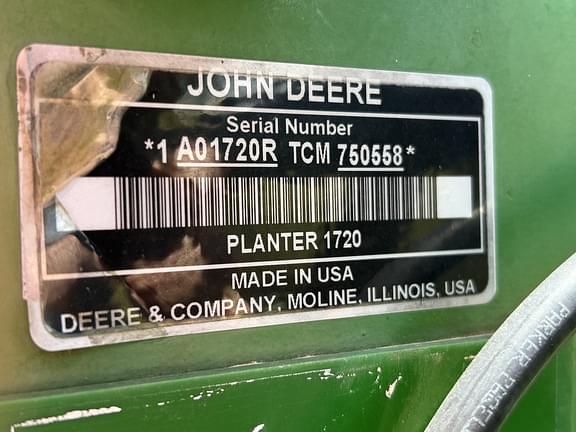 JOHN DEERE
Serial Number
*1 A01720R TCM 750558*
PLANTER 1720
MADE IN USA
DEERE & COMPANY, MOLINE, ILLINOIS, USA
PARKER